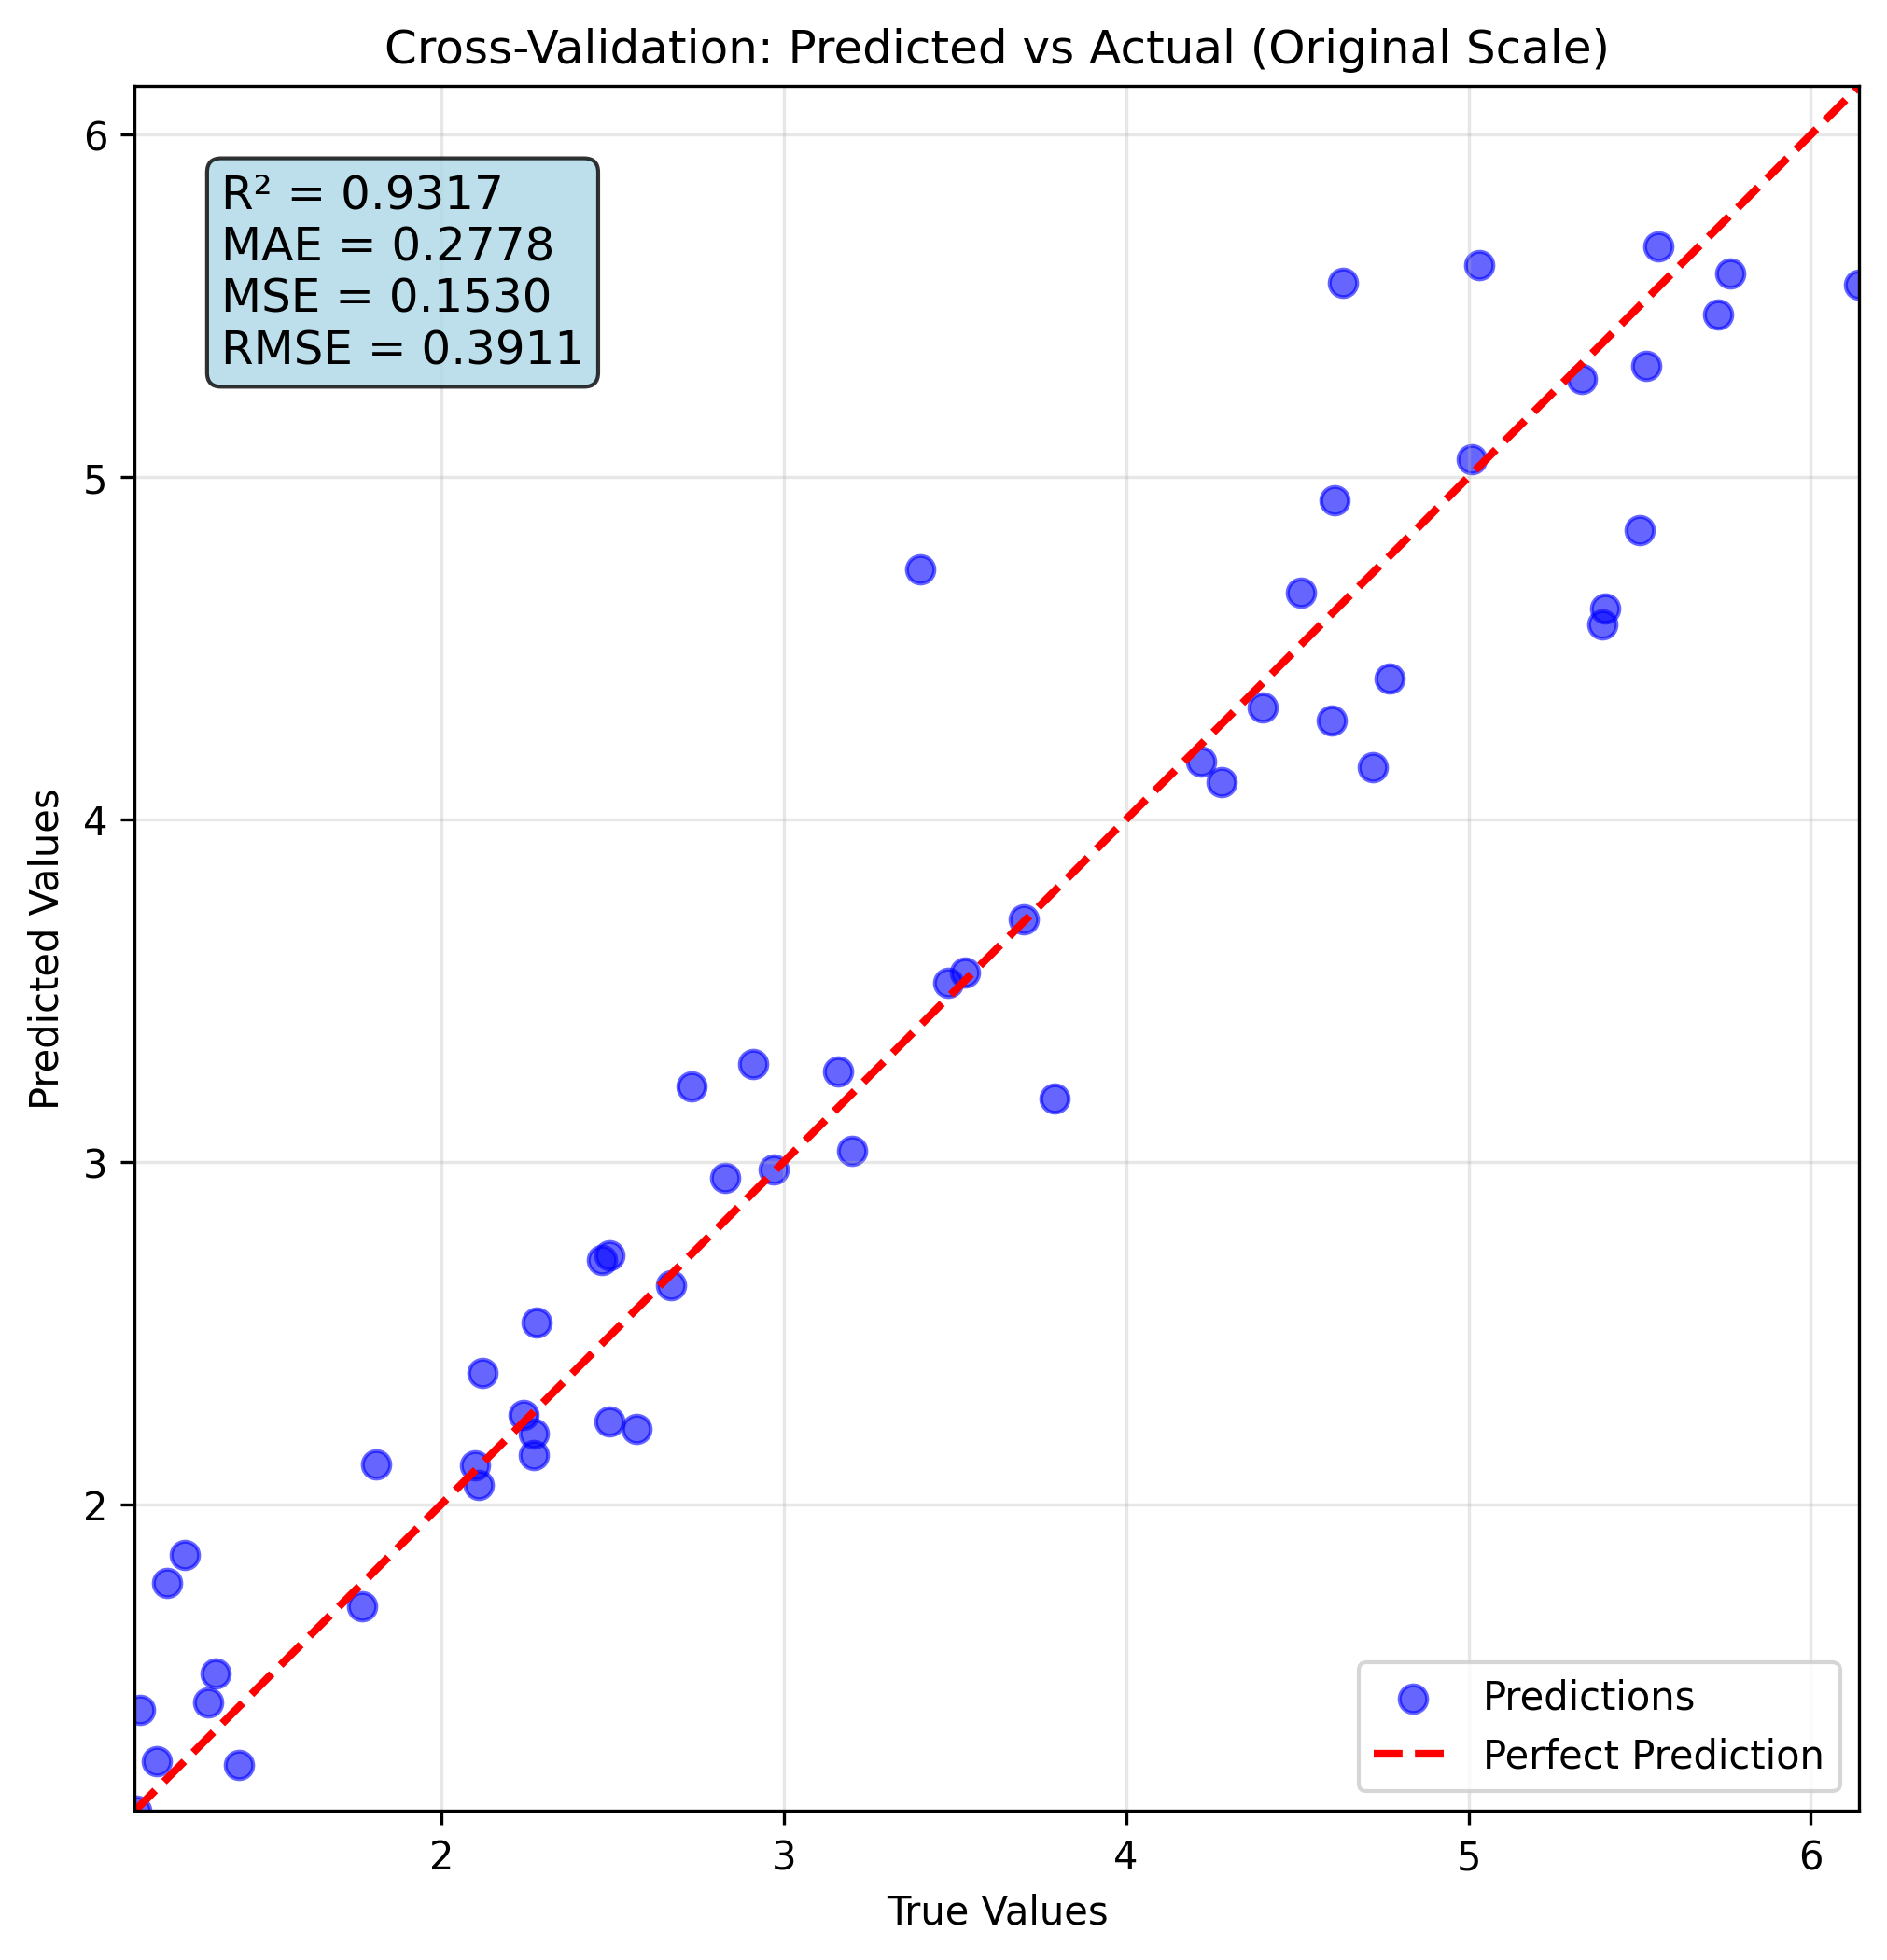 Cross-Validation: Predicted vs Actual (Original Scale)
R² = 0.9317
MAE = 0.2778
MSE = 0.1530
RMSE = 0.3911
6
5
4
3
2
Predicted Values
Predictions
Perfect Prediction
2 3 4 5 6
True Values